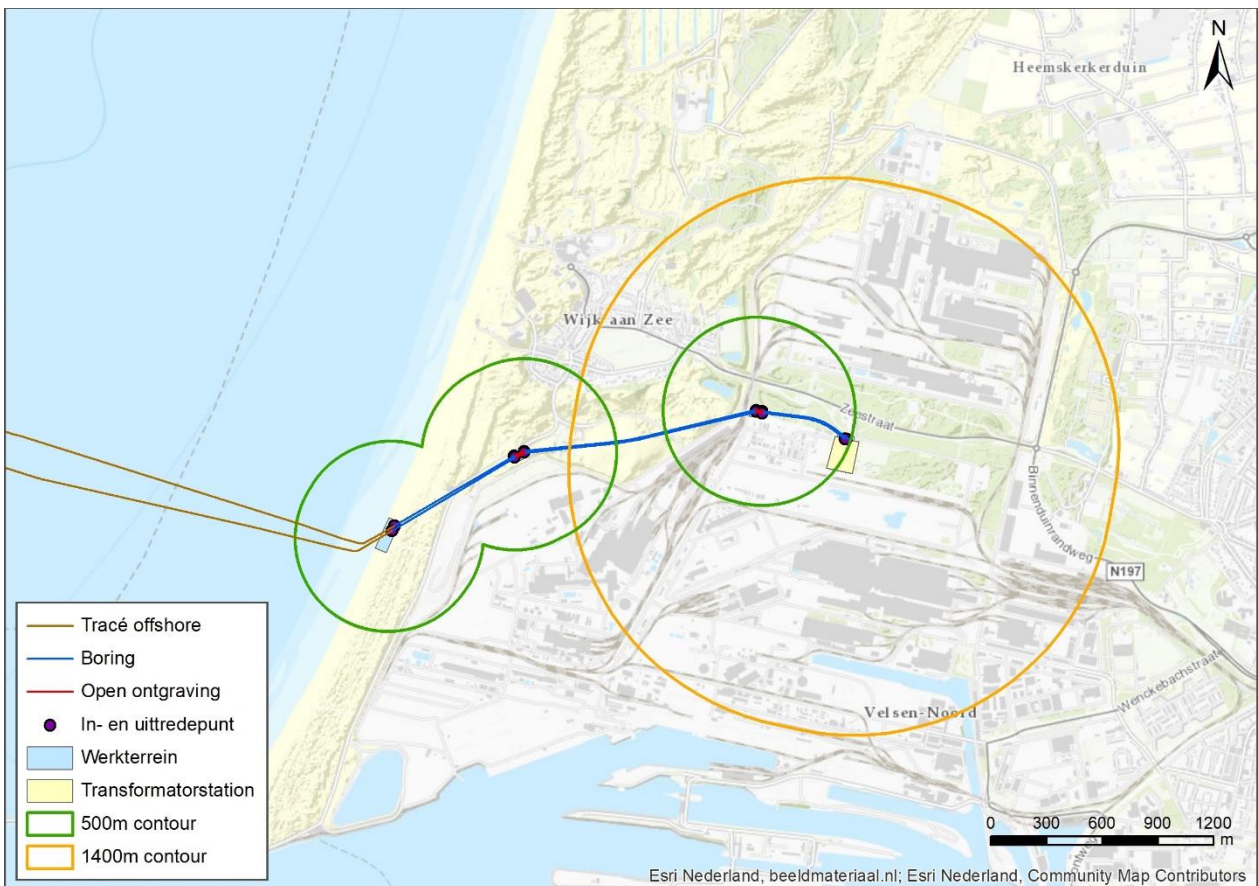 N
Heemskerkerduin
Wijk aan Zee
Zeestraat
Binnenduinrandweg
N197
Wenckebachstraat
Velsen-Noord
Tracé offshore
Boring
Open ontgraving
In- en uittredepunt
Werkterrein
Transformatorstation
500m contour
1400m contour
0 300 600 900 1200
m
ontweg
Esri Nederland, beeldmateriaal.nl; Esri Nederland, Community Map Contributors